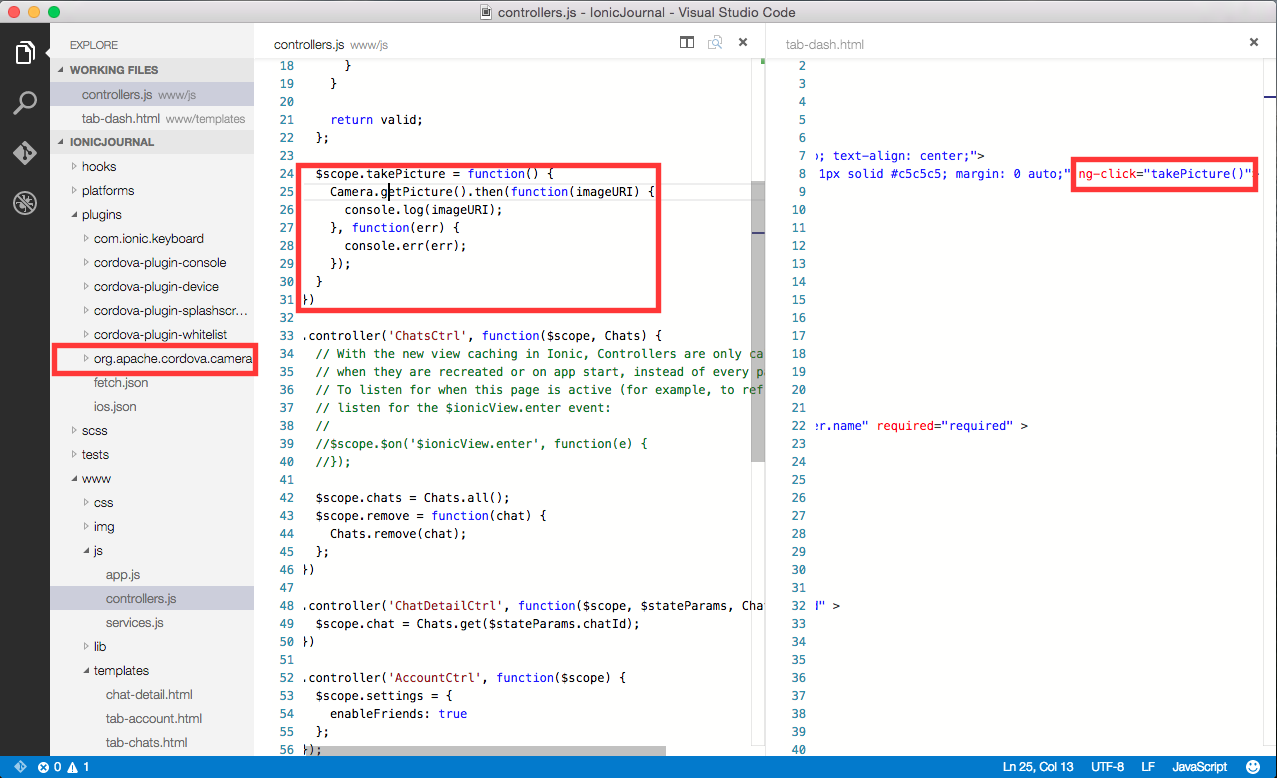 controllers.js - IonicJournal - Visual Studio Code
EXPLORE
WORKING FILES
controllers.js www/js
tab-dash.html www/templates
IONICJOURNAL
hooks
platforms
plugins
com.ionic.keyboard
cordova-plugin-console
cordova-plugin-device
cordova-plugin-splashscr...
cordova-plugin-whitelist
org.apache.cordova.camera
fetch.json
ios.json
scss
tests
www
css
img
js
app.js
controllers.js
services.js
lib
templates
chat-detail.html
tab-account.html
tab-chats.html
controllers.js www/js
18 }
19 }
20
21 return valid;
22 };
23
24 $scope.takePicture = function() {
25 Camera.getPicture().then(function(imageURI) {
26 console.log(imageURI);
27 }, function(err) {
28 console.err(err);
29 });
30 }
31 })
32
33 .controller('ChatsCtrl', function($scope, Chats) {
34 // With the new view caching in Ionic, Controllers are only ca
35 // when they are recreated or on app start, instead of every p
36 // To listen for when this page is active (for example, to ref
37 // listen for the $ionicView.enter event:
38 //
39 //$scope.$on('$ionicView.enter', function(e) {
40 //});
41
42 $scope.chats = Chats.all();
43 $scope.remove = function(chat) {
44 Chats.remove(chat);
45 };
46 })
47
48 .controller('ChatDetailCtrl', function($scope, $stateParams, Chat
49 $scope.chat = Chats.get($stateParams.chatId);
50 })
51
52 .controller('AccountCtrl', function($scope) {
53 $scope.settings = {
54 enableFriends: true
55 };
56 });
tab-dash.html
2
3
4
5
6
7 ; text-align: center;">
8 1px solid #c5c5c5; margin: 0 auto;" ng-click="takePicture()">
9
10
11
12
13
14
15
16
17
18
19
20
21
22 er.name" required="required" >
23
24
25
26
27
28
29
30
31
32 " >
33
34
35
36
37
38
39
40
0 1
Ln 25, Col 13 UTF-8 LF JavaScript